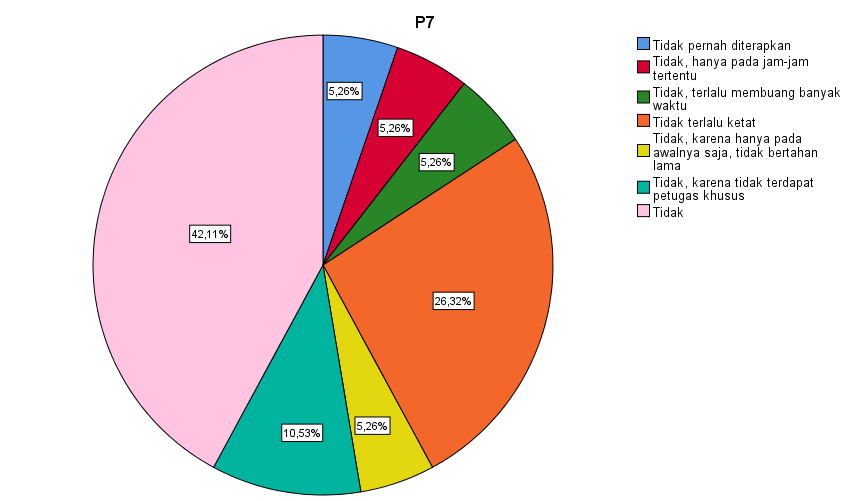 P7
Tidak pernah diterapkan
Tidak, hanya pada jam-jam
tertentu
Tidak, terlalu membuang banyak
waktu
Tidak terlalu ketat
Tidak, karena hanya pada
awalnya saja, tidak bertahan
lama
Tidak, karena tidak terdapat
petugas khusus
Tidak
5,26%
5,26%
5,26%
26,32%
5,26%
10,53%
42,11%